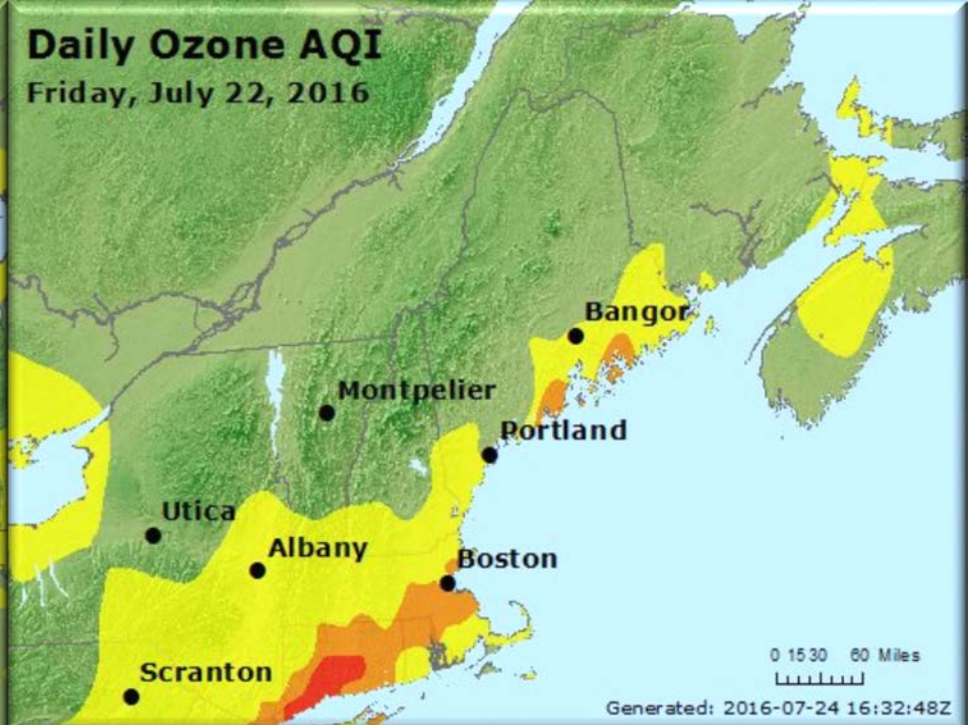 Daily Ozone AQI
Friday, July 22, 2016
Bangor
Montpelier
Portland
Utica
Albany
Boston
Scranton
0 15 30 60 Miles
Generated: 2016-07-24 16:32:48Z